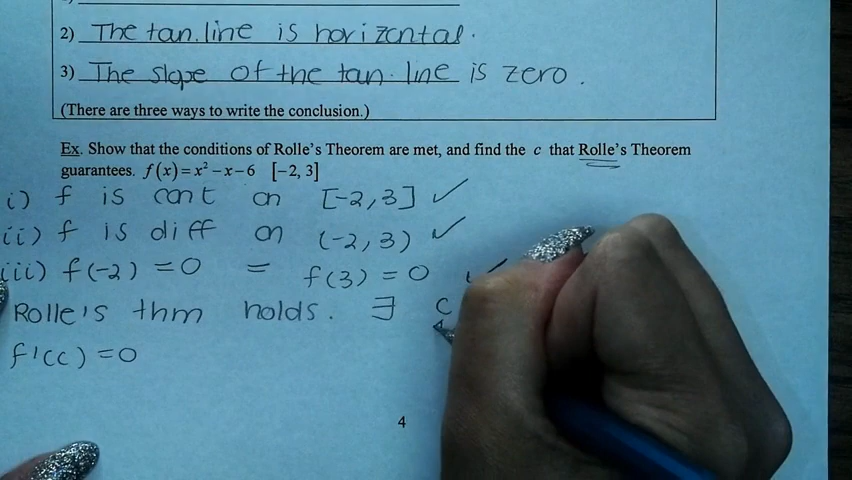 2) The tan. line is horizontal.
3) The slope of the tan. line is zero.
(There are three ways to write the conclusion.)
Ex. Show that the conditions of Rolle's Theorem are met, and find the c that Rolle's Theorem
guarantees. f(x)=x²−x−6 [−2, 3]
i) f is cont on [-2,3] ✓
ii) f is diff on (-2,3) ✓
iii) f(-2) = 0 = f(3) = 0 ✓
Rolle's thm holds. ∃ c
f'(c) = 0
4